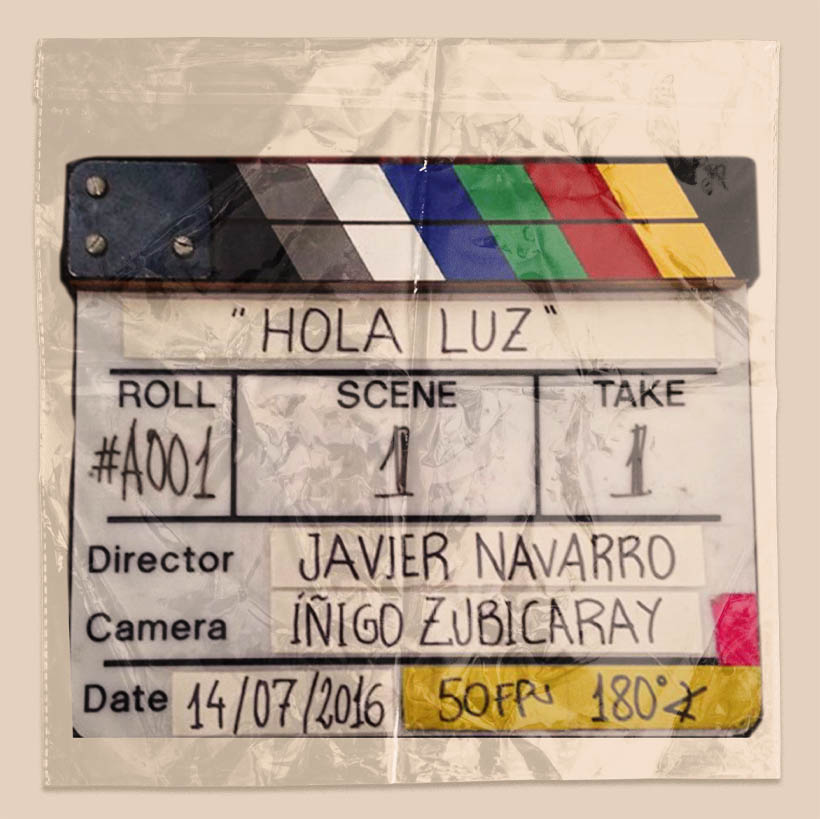 "HOLA LUZ"
ROLL SCENE TAKE
#A001 1 1
Director JAVIER NAVARRO
Camera ÍÑIGO ZUBICARAY
Date 14/07/2016 50FPS 180°∢